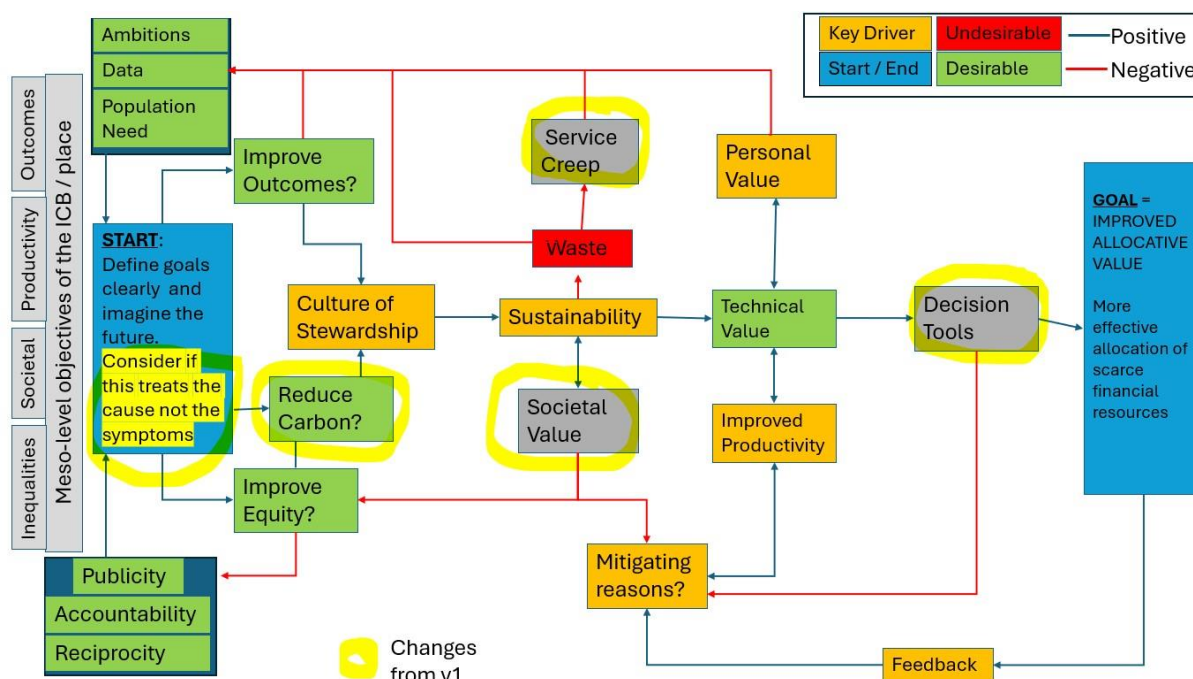 Ambitions
Data
Population
Need
Key Driver
Undesirable
Positive
Start / End
Desirable
Negative
Outcomes
Productivity
Societal
Inequalities
Meso-level objectives of the ICB / place
Improve
Outcomes?
Service
Creep
Personal
Value
START:
Define goals
clearly and
imagine the
future.
Consider if
this treats the
cause not the
symptoms
Waste
GOAL =
IMPROVED
ALLOCATIVE
VALUE
More
effective
allocation of
scarce
financial
resources
Culture of
Stewardship
Sustainability
Technical
Value
Decision
Tools
Reduce
Carbon?
Societal
Value
Improved
Productivity
Improve
Equity?
Mitigating
reasons?
Publicity
Accountability
Reciprocity
Changes
from v1
Feedback